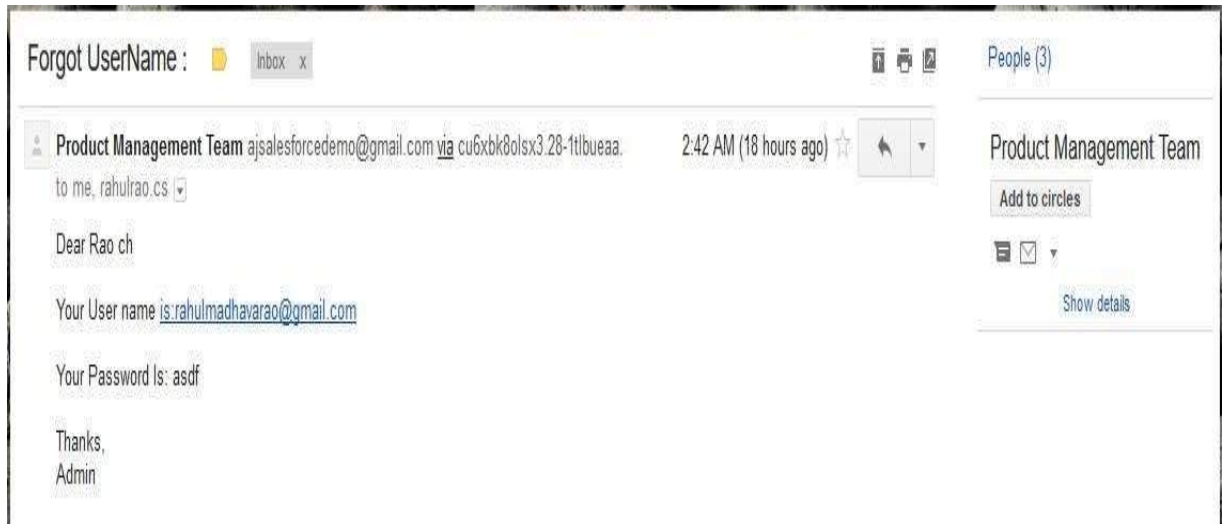 Forgot UserName :
Inbox x
People (3)
Product Management Team ajsalesforcedemo@gmail.com via cu6xbk8olsx3.28-1tlbueaa.
2:42 AM (18 hours ago)
to me, rahulrao.cs
Dear Rao ch
Your User name is:rahulmadhavarao@gmail.com
Your Password Is: asdf
Thanks,
Admin
Product Management Team
Add to circles
Show details